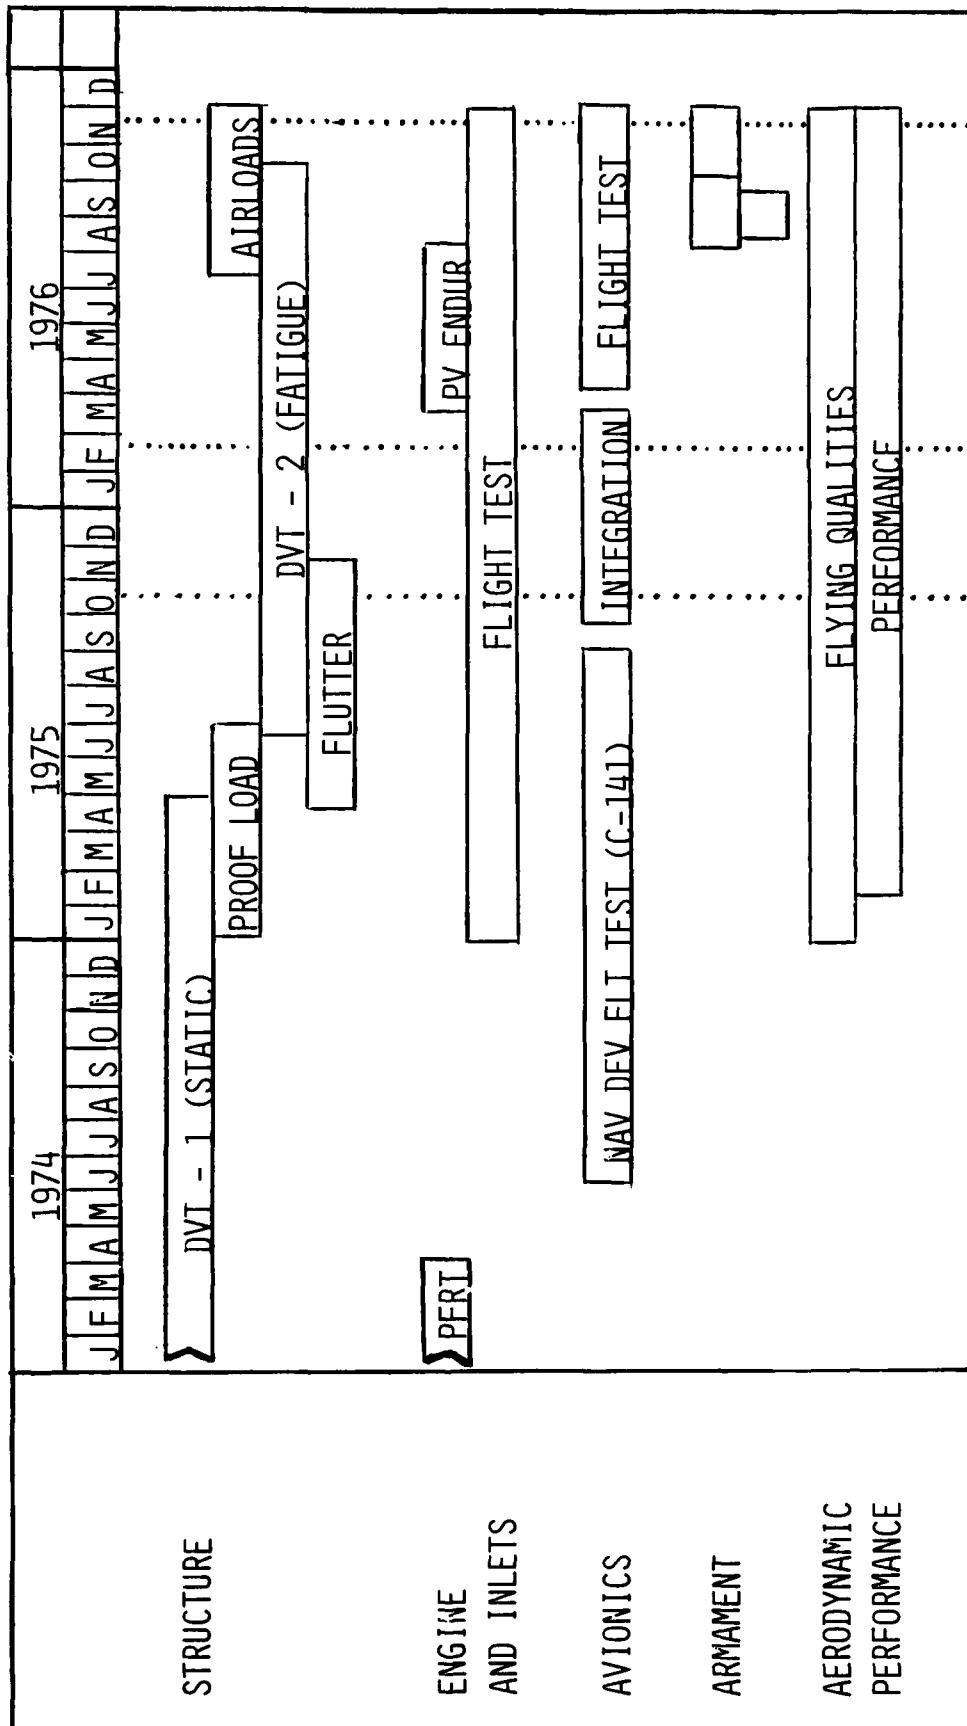 1974 1975 1976
J F M A M J J A S O N D J F M A M J J A S O N D J F M A M J J A S O N D
STRUCTURE
DVT - 1 (STATIC)
PROOF LOAD
AIRLOADS
DVT - 2 (FATIGUE)
FLUTTER
ENGINE
AND INLETS
PFRT
PV ENDUR
FLIGHT TEST
AVIONICS
NAV DEV FLT TEST (C-141)
INTEGRATION
FLIGHT TEST
ARMAMENT
AERODYNAMIC
PERFORMANCE
FLYING QUALITIES
PERFORMANCE